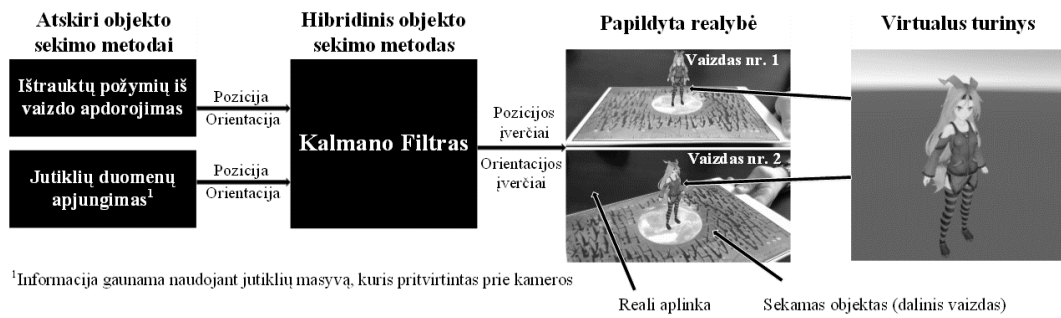 Atskiri objekto
sekimo metodai
Hibridinis objekto
sekimo metodas
Papildyta realybė
Virtualus turinys
Ištrauktų požymių iš
vaizdo apdorojimas
Pozicija
Orientacija
Jutiklių duomenų
apjungimas¹
Pozicija
Orientacija
Kalmano Filtras
Pozicijos
įverčiai
Orientacijos
įverčiai
Vaizdas nr. 1
Vaizdas nr. 2
¹Informacija gaunama naudojant jutiklių masyvą, kuris pritvirtintas prie kameros
Reali aplinka
Sekamas objektas (dalinis vaizdas)